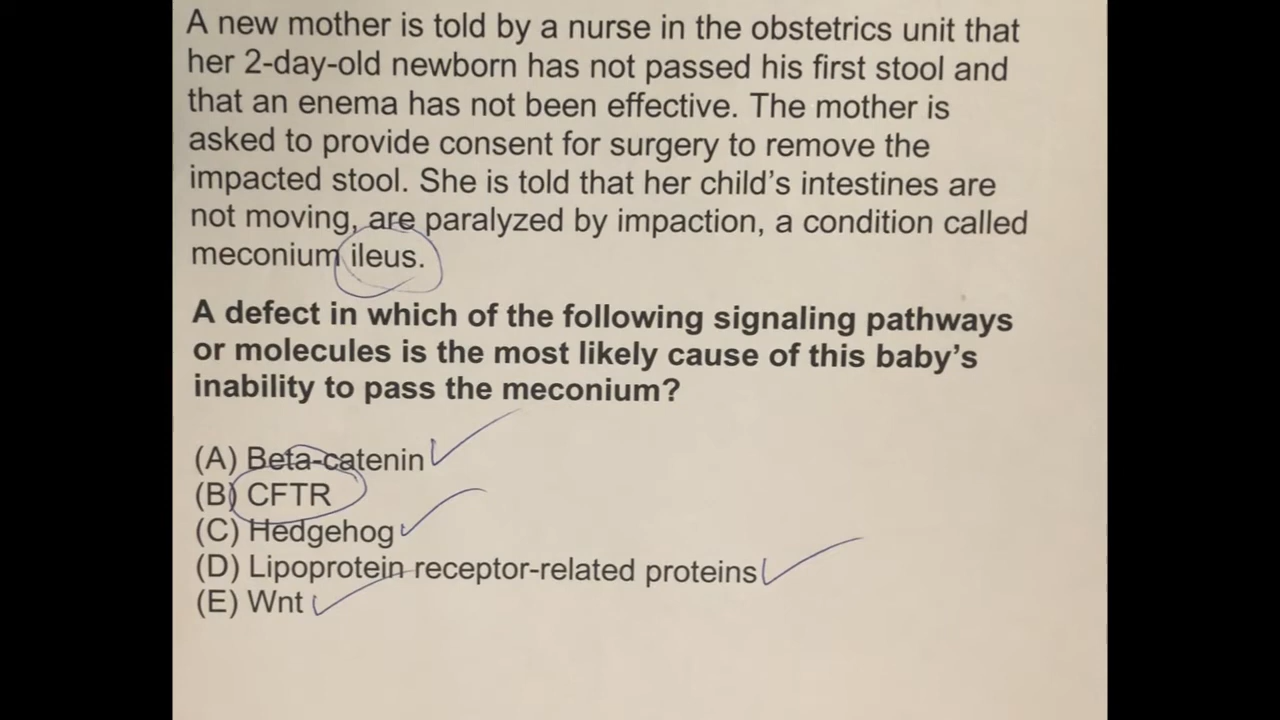 A new mother is told by a nurse in the obstetrics unit that
her 2-day-old newborn has not passed his first stool and
that an enema has not been effective. The mother is
asked to provide consent for surgery to remove the
impacted stool. She is told that her child's intestines are
not moving, are paralyzed by impaction, a condition called
meconium ileus.
A defect in which of the following signaling pathways
or molecules is the most likely cause of this baby's
inability to pass the meconium?
(A) Beta-catenin
(B) CFTR
(C) Hedgehog
(D) Lipoprotein receptor-related proteins
(E) Wnt